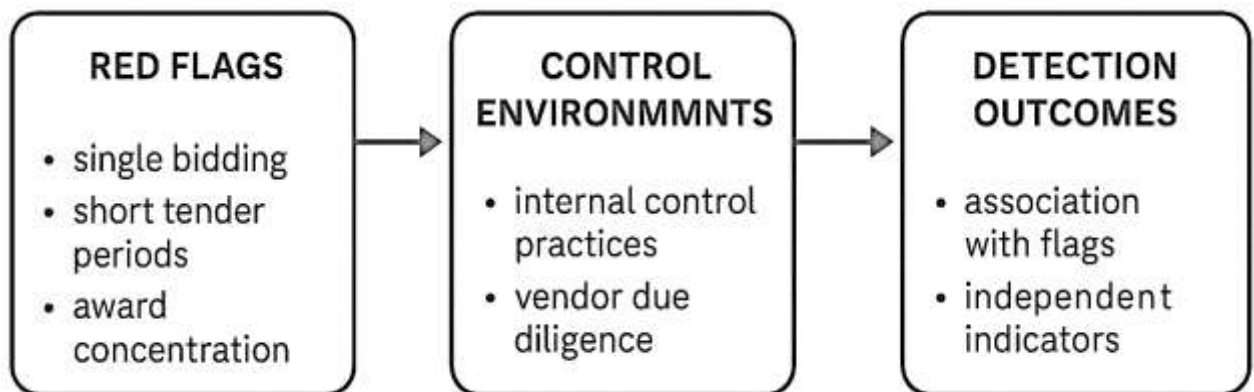 RED FLAGS
• single bidding
• short tender
periods
• award
concentration
CONTROL
ENVIRONMMNTS
• internal control
practices
• vendor due
diligence
DETECTION
OUTCOMES
• association
with flags
• independent
indicators